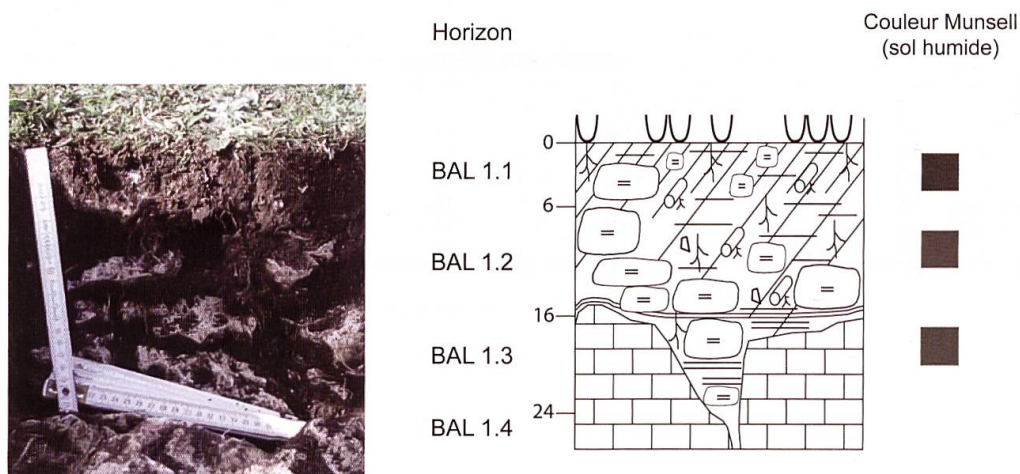 Horizon
Couleur Munsell
(sol humide)
0
BAL 1.1
6
BAL 1.2
16
BAL 1.3
24
BAL 1.4